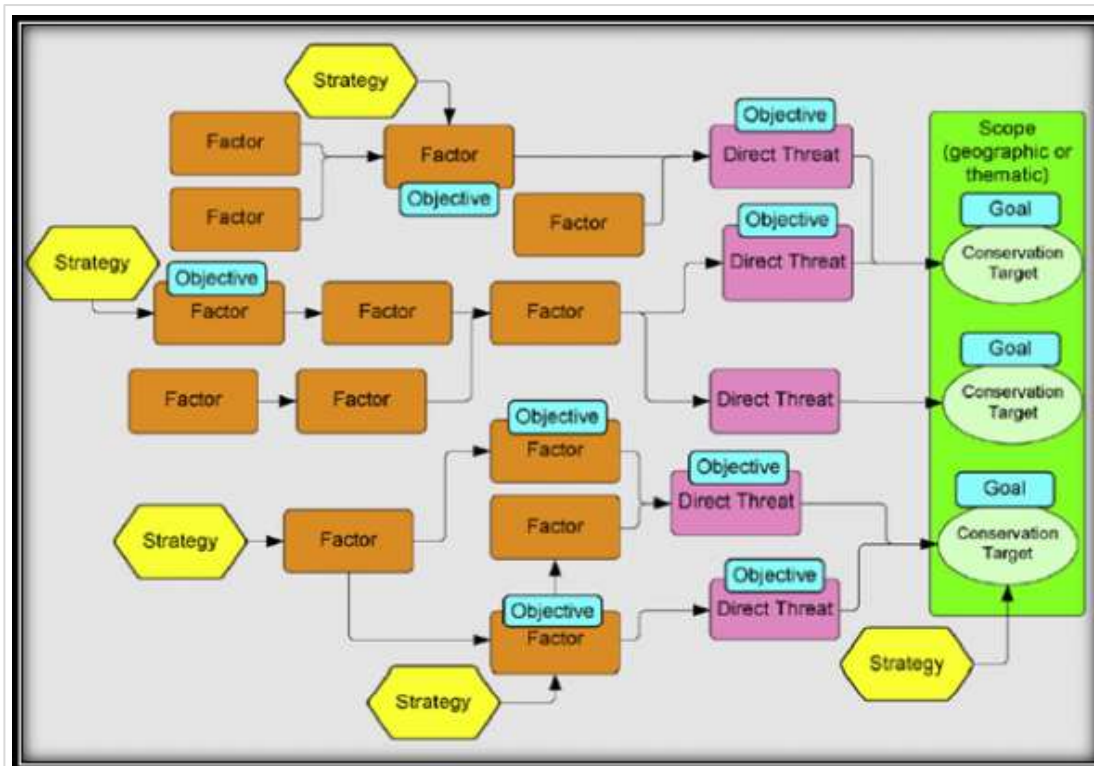 Strategy
Objective
Factor
Factor
Direct Threat
Scope
(geographic or
thematic)
Objective
Factor
Objective
Factor
Goal
Strategy
Direct Threat
Conservation
Target
Objective
Factor
Factor
Factor
Goal
Factor
Factor
Direct Threat
Conservation
Target
Objective
Factor
Objective
Goal
Strategy
Factor
Factor
Direct Threat
Conservation
Target
Objective
Objective
Factor
Direct Threat
Strategy
Strategy